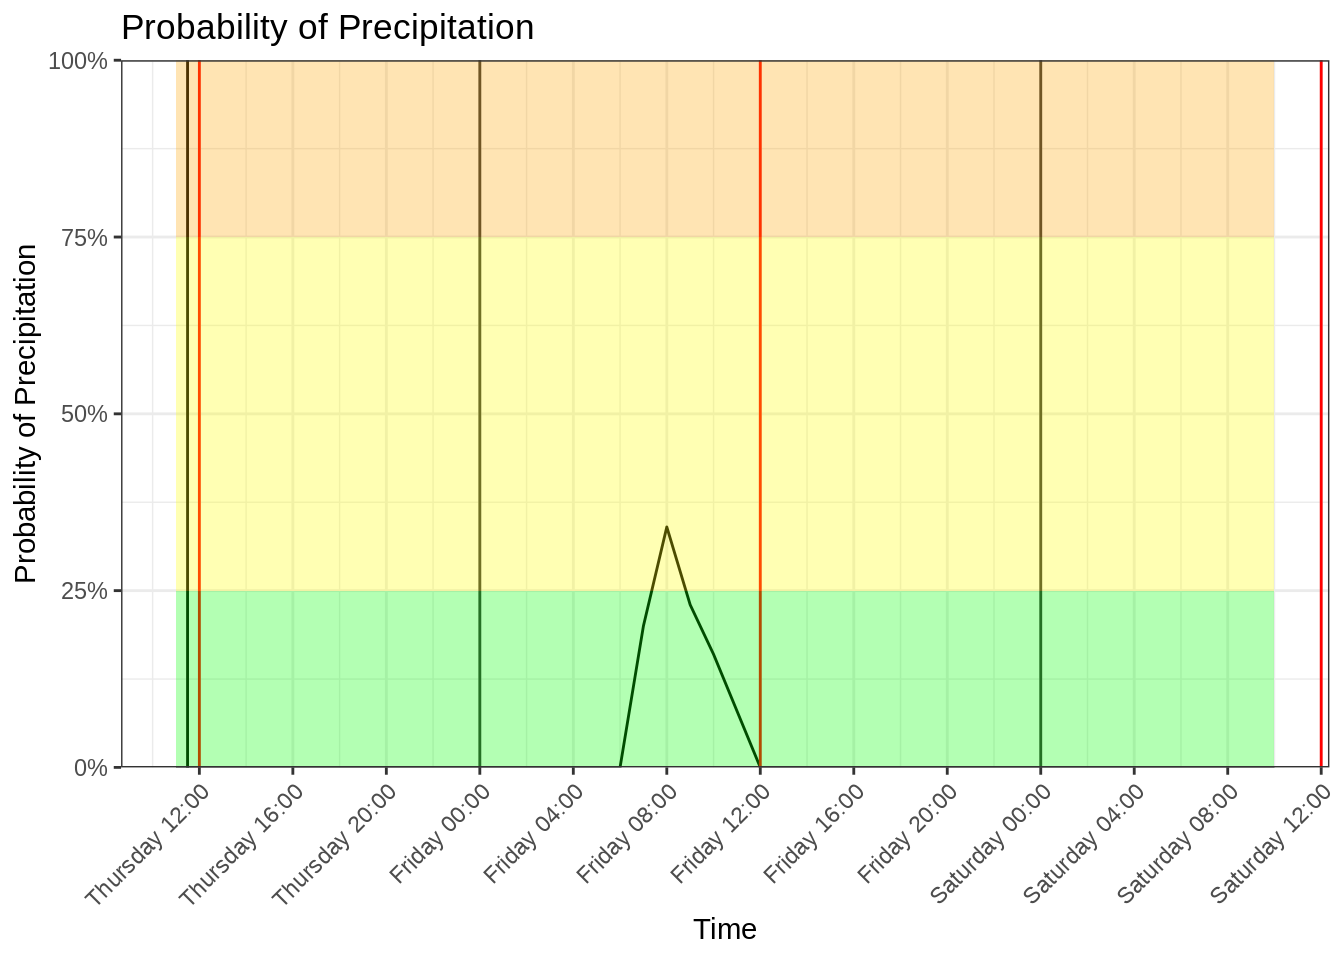 Probability of Precipitation
Probability of Precipitation
100%
75%
50%
25%
0%
Thursday 12:00
Thursday 16:00
Thursday 20:00
Friday 00:00
Friday 04:00
Friday 08:00
Friday 12:00
Friday 16:00
Friday 20:00
Saturday 00:00
Saturday 04:00
Saturday 08:00
Saturday 12:00
Time